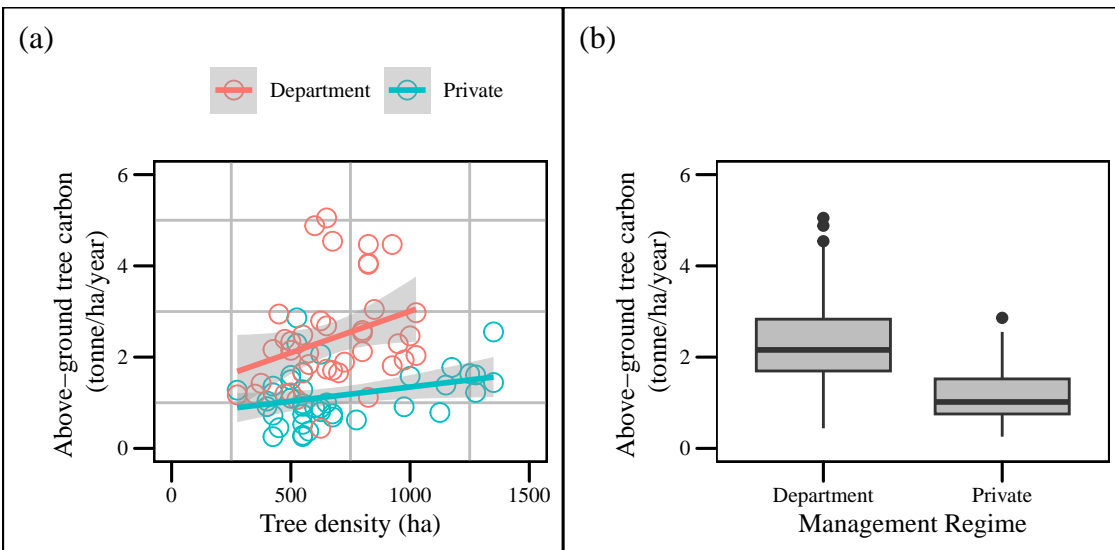 (a)
Department Private
Above-ground tree carbon
(tonne/ha/year)
6
4
2
0
0 500 1000 1500
Tree density (ha)
(b)
Above-ground tree carbon
(tonne/ha/year)
6
4
2
0
Department Private
Management Regime